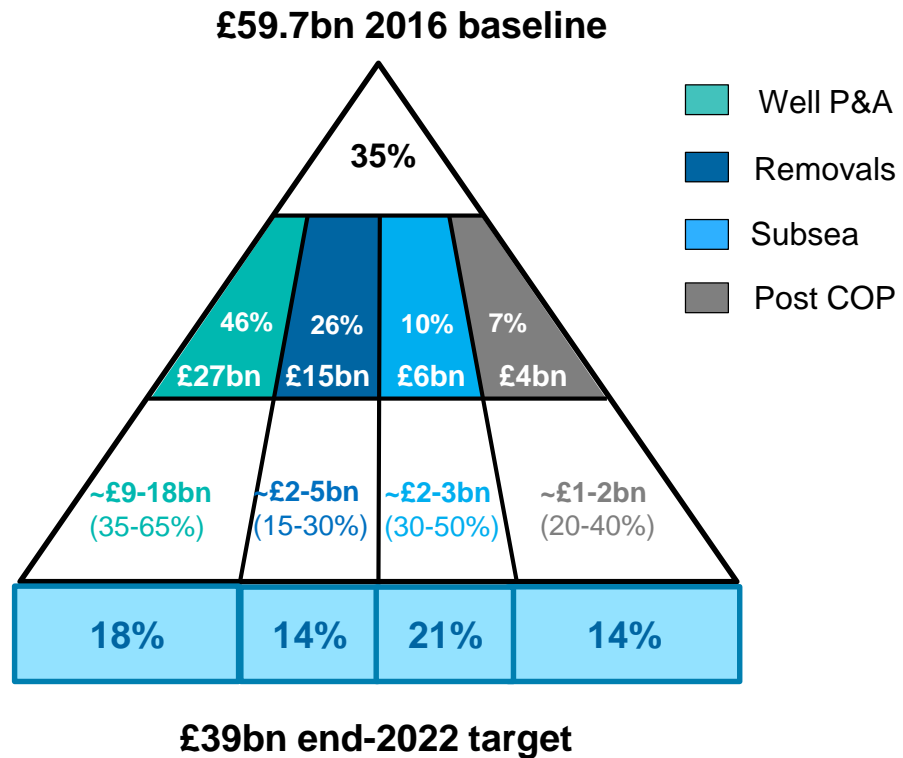 £59.7bn 2016 baseline
Well P&A
Removals
Subsea
Post COP
35%
46% 26% 10% 7%
£27bn £15bn £6bn £4bn
~£9-18bn ~£2-5bn ~£2-3bn ~£1-2bn
(35-65%) (15-30%) (30-50%) (20-40%)
18% 14% 21% 14%
£39bn end-2022 target